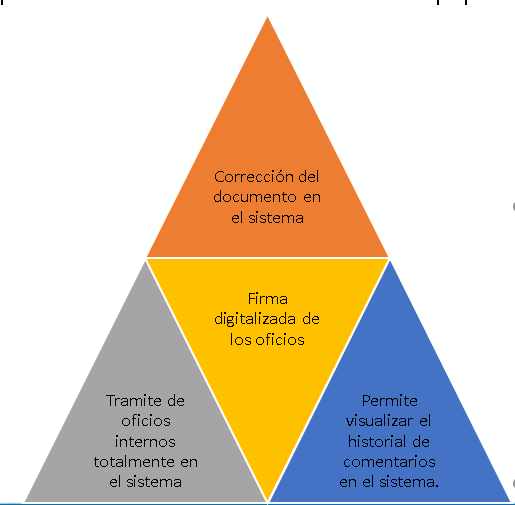 Corrección del
documento en
el sistema
Firma
digitalizada de
los oficios
Tramite de
oficios
internos
totalmente en
el sistema
Permite
visualizar el
historial de
comentarios
en el sistema.